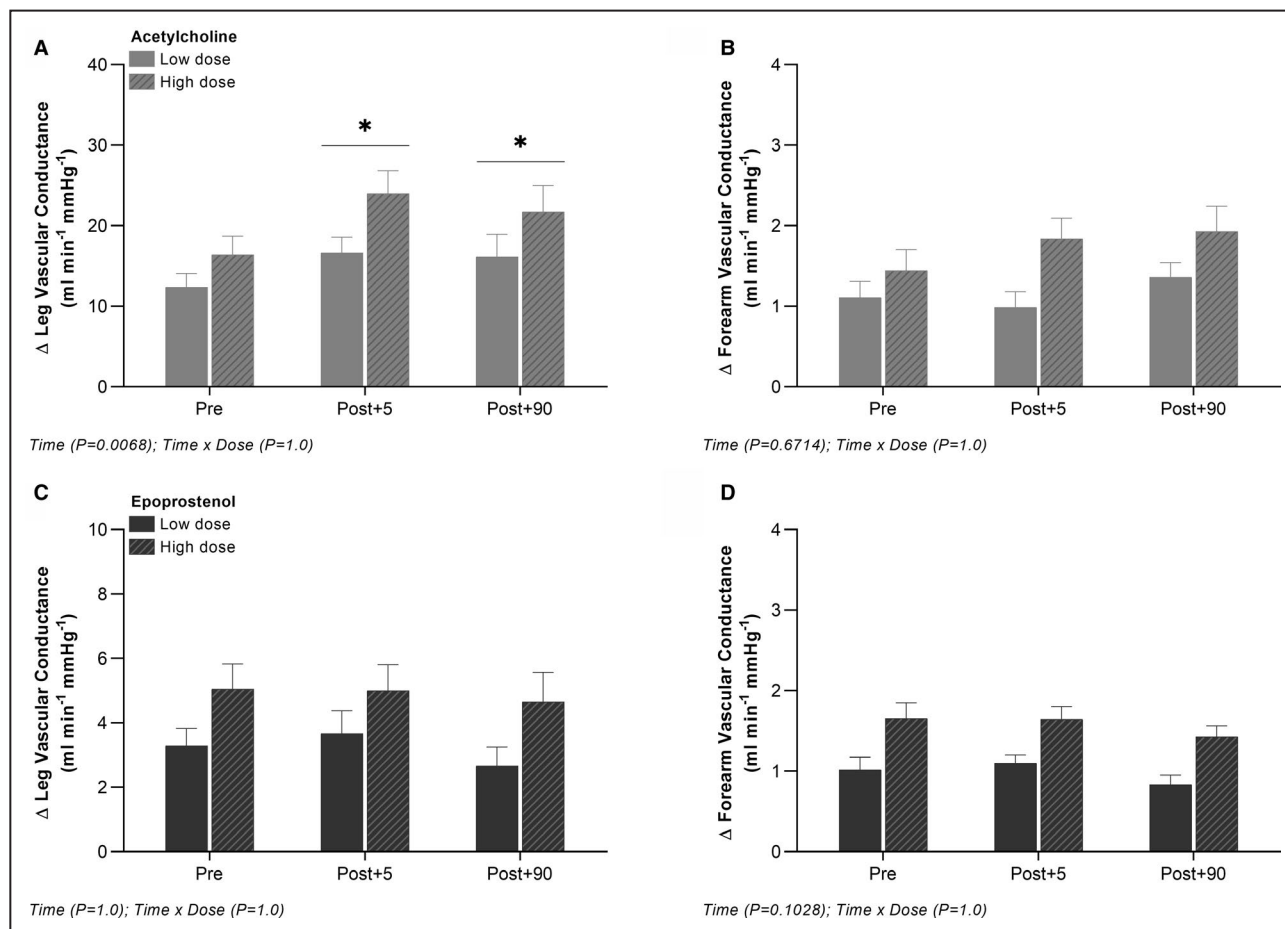 A
Acetylcholine
Low dose
High dose
Δ Leg Vascular Conductance
(ml min⁻¹ mmHg⁻¹)
40
30
20
10
0
*
*
Pre
Post+5
Post+90
Time (P=0.0068); Time x Dose (P=1.0)
B
Δ Forearm Vascular Conductance
(ml min⁻¹ mmHg⁻¹)
4
3
2
1
0
Pre
Post+5
Post+90
Time (P=0.6714); Time x Dose (P=1.0)
C
Epoprostenol
Low dose
High dose
Δ Leg Vascular Conductance
(ml min⁻¹ mmHg⁻¹)
10
8
6
4
2
0
Pre
Post+5
Post+90
Time (P=1.0); Time x Dose (P=1.0)
D
Δ Forearm Vascular Conductance
(ml min⁻¹ mmHg⁻¹)
4
3
2
1
0
Pre
Post+5
Post+90
Time (P=0.1028); Time x Dose (P=1.0)